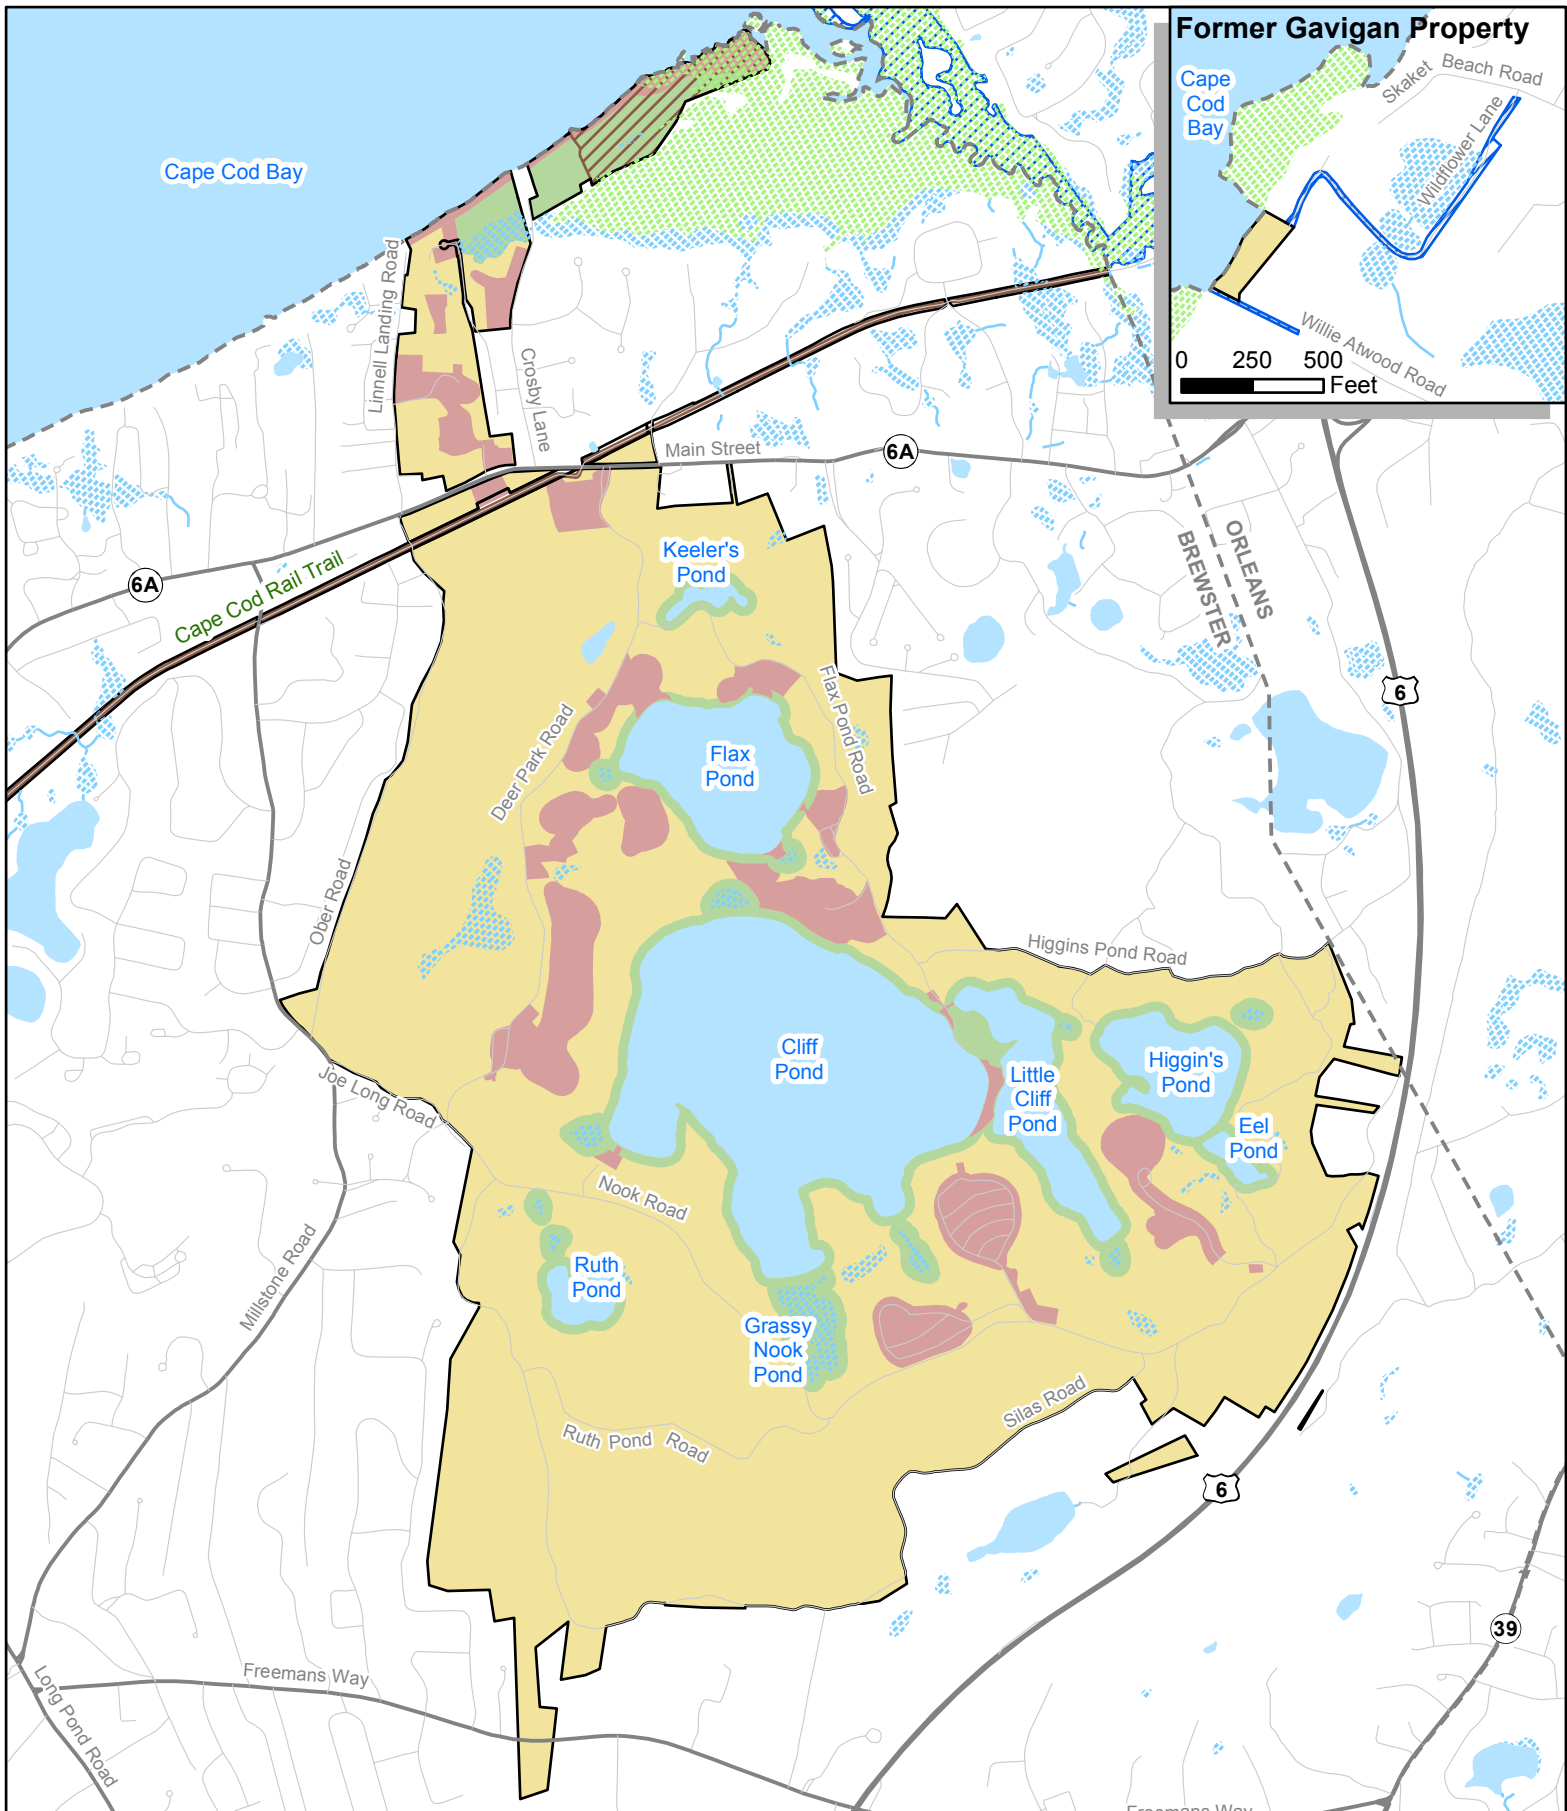 Former Gavigan Property
Cape
Cod
Bay
Skaket Beach Road
Wildflower Lane
Willie Atwood Road
0 250 500
Feet
Cape Cod Bay
Linnell Landing Road
Crosby Lane
Main Street
6A
6A
Cape Cod Rail Trail
Keeler's
Pond
ORLEANS
BREWSTER
6
Flax Pond Road
Deer Park Road
Flax
Pond
Ober Road
Higgins Pond Road
Cliff
Pond
Little
Cliff
Pond
Higgin's
Pond
Eel
Pond
Joe Long Road
Nook Road
Ruth
Pond
Millstone Road
Grassy
Nook
Pond
Silas Road
Ruth Pond Road
6
39
Freemans Way
Long Pond Road
Freemans Way